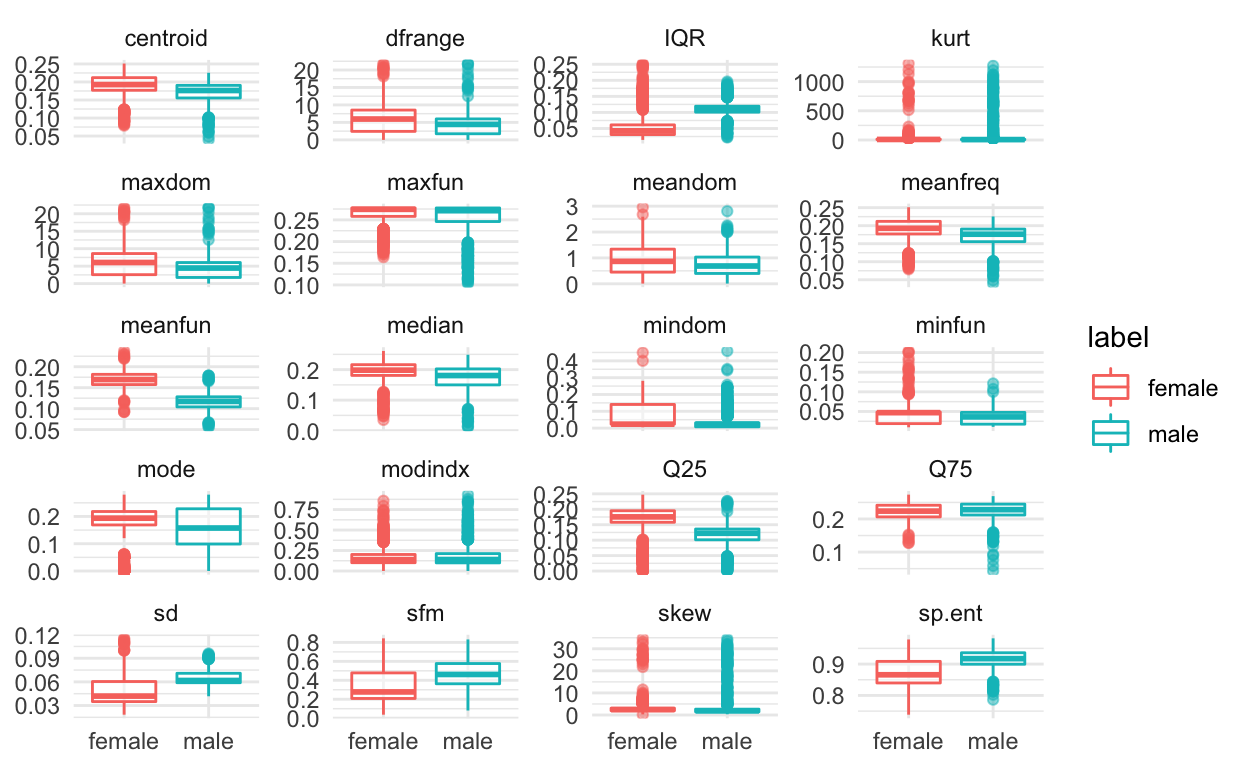 centroid dfrange IQR kurt
0.25 0.20 0.15 0.10 0.05
20 15 10 5 0
0.25 0.20 0.15 0.10 0.05
1000 500 0
maxdom maxfun meandom meanfreq
20 15 10 5 0
0.25 0.20 0.15 0.10
3 2 1 0
0.25 0.20 0.15 0.10 0.05
meanfun median mindom minfun
0.20 0.15 0.10 0.05
0.2 0.1 0.0
0.4 0.3 0.2 0.1 0.0
0.20 0.15 0.10 0.05
mode modindx Q25 Q75
0.2 0.1 0.0
0.75 0.50 0.25 0.00
0.25 0.20 0.15 0.10 0.05 0.00
0.2 0.1
sd sfm skew sp.ent
0.12 0.09 0.06 0.03
0.8 0.6 0.4 0.2 0.0
30 20 10 0
0.9 0.8
female male female male female male female male
label
female
male